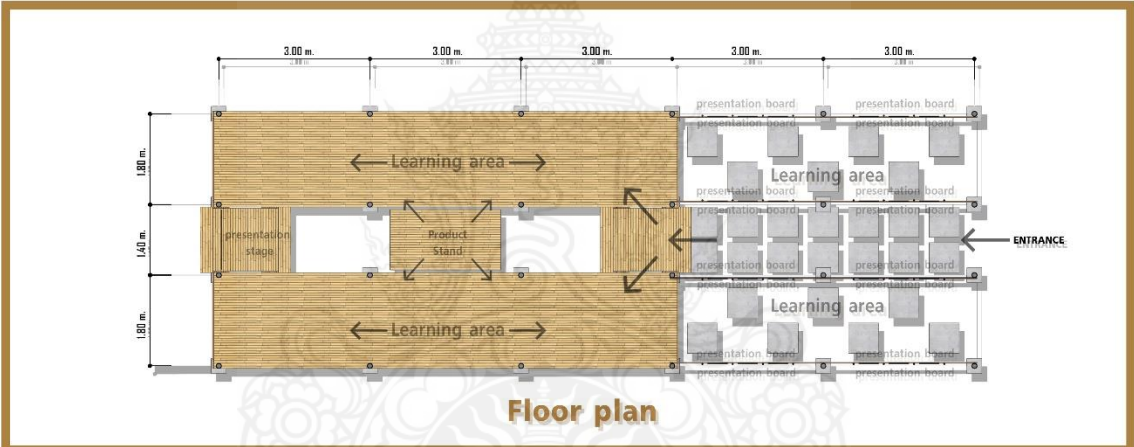 3.00 m. 3.00 m. 3.00 m. 3.00 m. 3.00 m.
presentation board presentation board
presentation board presentation board
1.80 m.
Learning area
Learning area
presentation board presentation board
presentation board presentation board
1.40 m.
presentation
stage
Product
Stand
ENTRANCE
presentation board presentation board
presentation board presentation board
1.80 m.
Learning area
Learning area
presentation board presentation board
presentation board presentation board
Floor plan